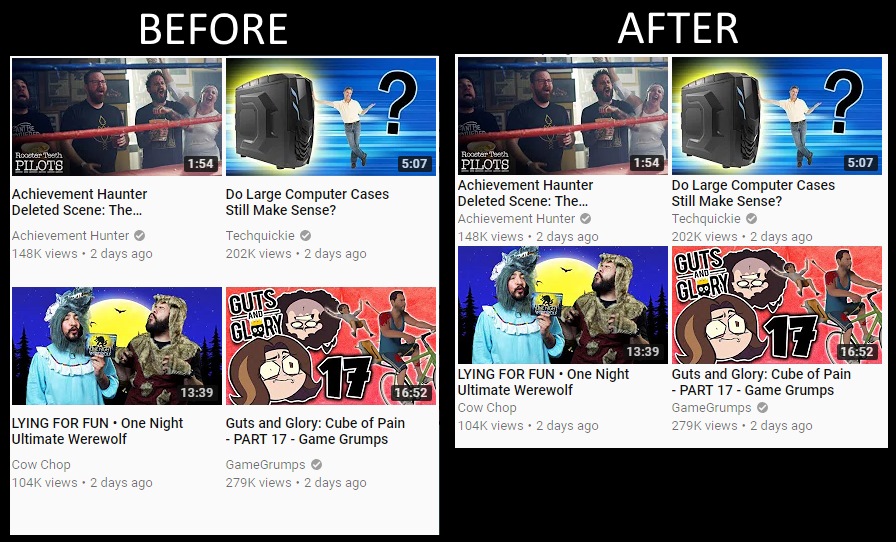 BEFORE
AFTER
Rooster Teeth
PILOTS
1:54
?
5:07
Achievement Haunter
Deleted Scene: The…
Achievement Hunter
148K views • 2 days ago
Do Large Computer Cases
Still Make Sense?
Techquickie
202K views • 2 days ago
13:39
GUTS
AND
GLORY
17
16:52
LYING FOR FUN • One Night
Ultimate Werewolf
Cow Chop
104K views • 2 days ago
Guts and Glory: Cube of Pain
- PART 17 - Game Grumps
GameGrumps
279K views • 2 days ago
Rooster Teeth
PILOTS
1:54
?
5:07
Achievement Haunter
Deleted Scene: The…
Achievement Hunter
148K views • 2 days ago
Do Large Computer Cases
Still Make Sense?
Techquickie
202K views • 2 days ago
13:39
GUTS
AND
GLORY
17
16:52
LYING FOR FUN • One Night
Ultimate Werewolf
Cow Chop
104K views • 2 days ago
Guts and Glory: Cube of Pain
- PART 17 - Game Grumps
GameGrumps
279K views • 2 days ago